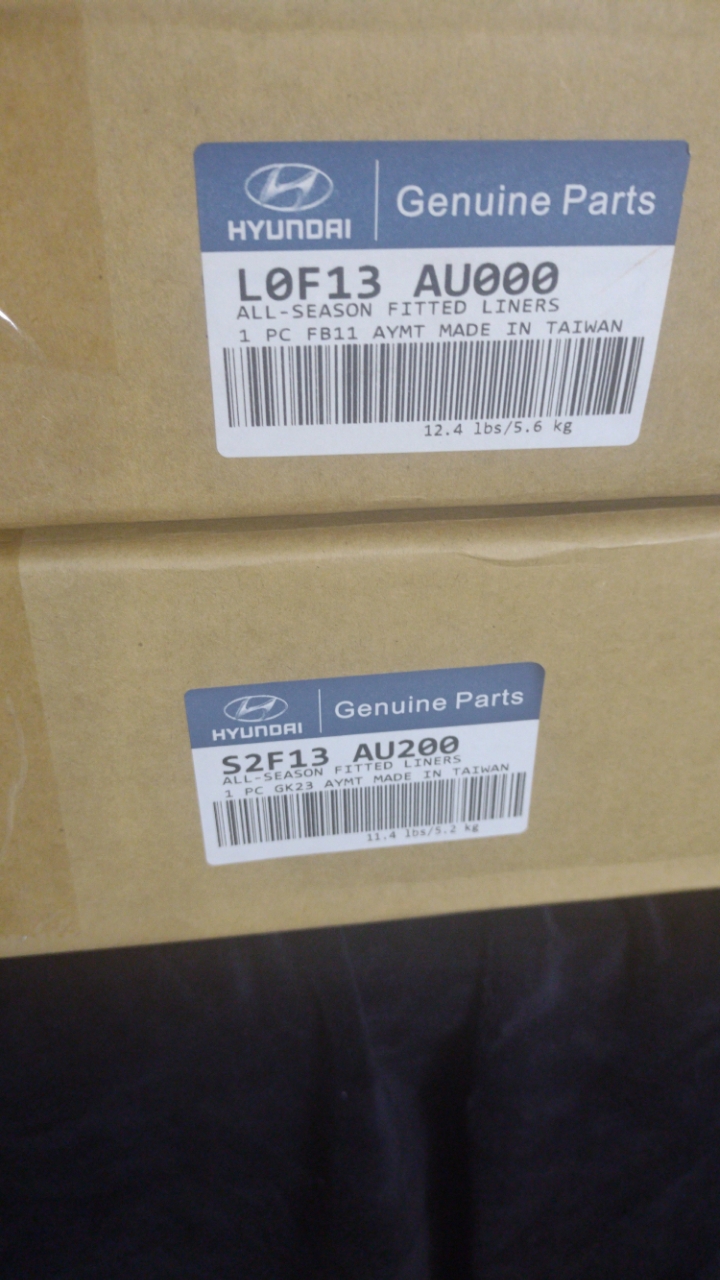 HYUNDAI
Genuine Parts
L0F13 AU000
ALL-SEASON FITTED LINERS
1 PC FB11 AYMT MADE IN TAIWAN
12.4 lbs/5.6 kg
HYUNDAI
Genuine Parts
S2F13 AU200
ALL-SEASON FITTED LINERS
1 PC GK23 AYMT MADE IN TAIWAN
11.4 lbs/5.2 kg